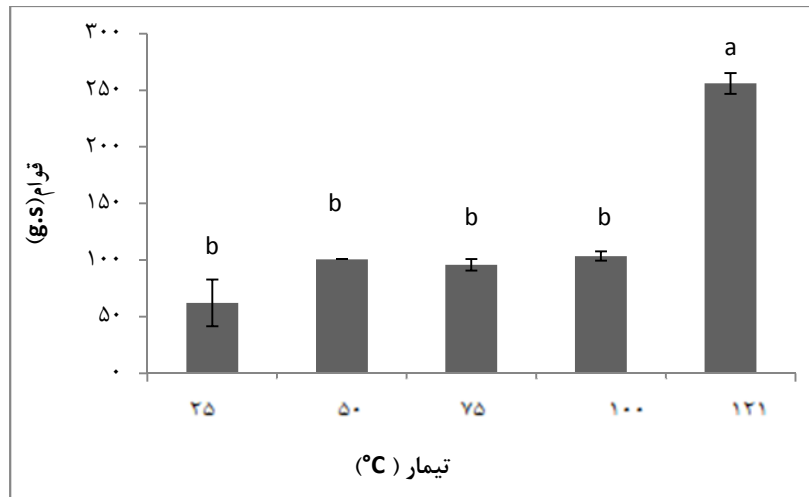 ۳۰۰
۲۵۰
۲۰۰
۱۵۰
۱۰۰
۵۰
۰
قوام(g.s)
b
b
b
b
a
۲۵ ۵۰ ۷۵ ۱۰۰ ۱۲۱
تیمار (°C)